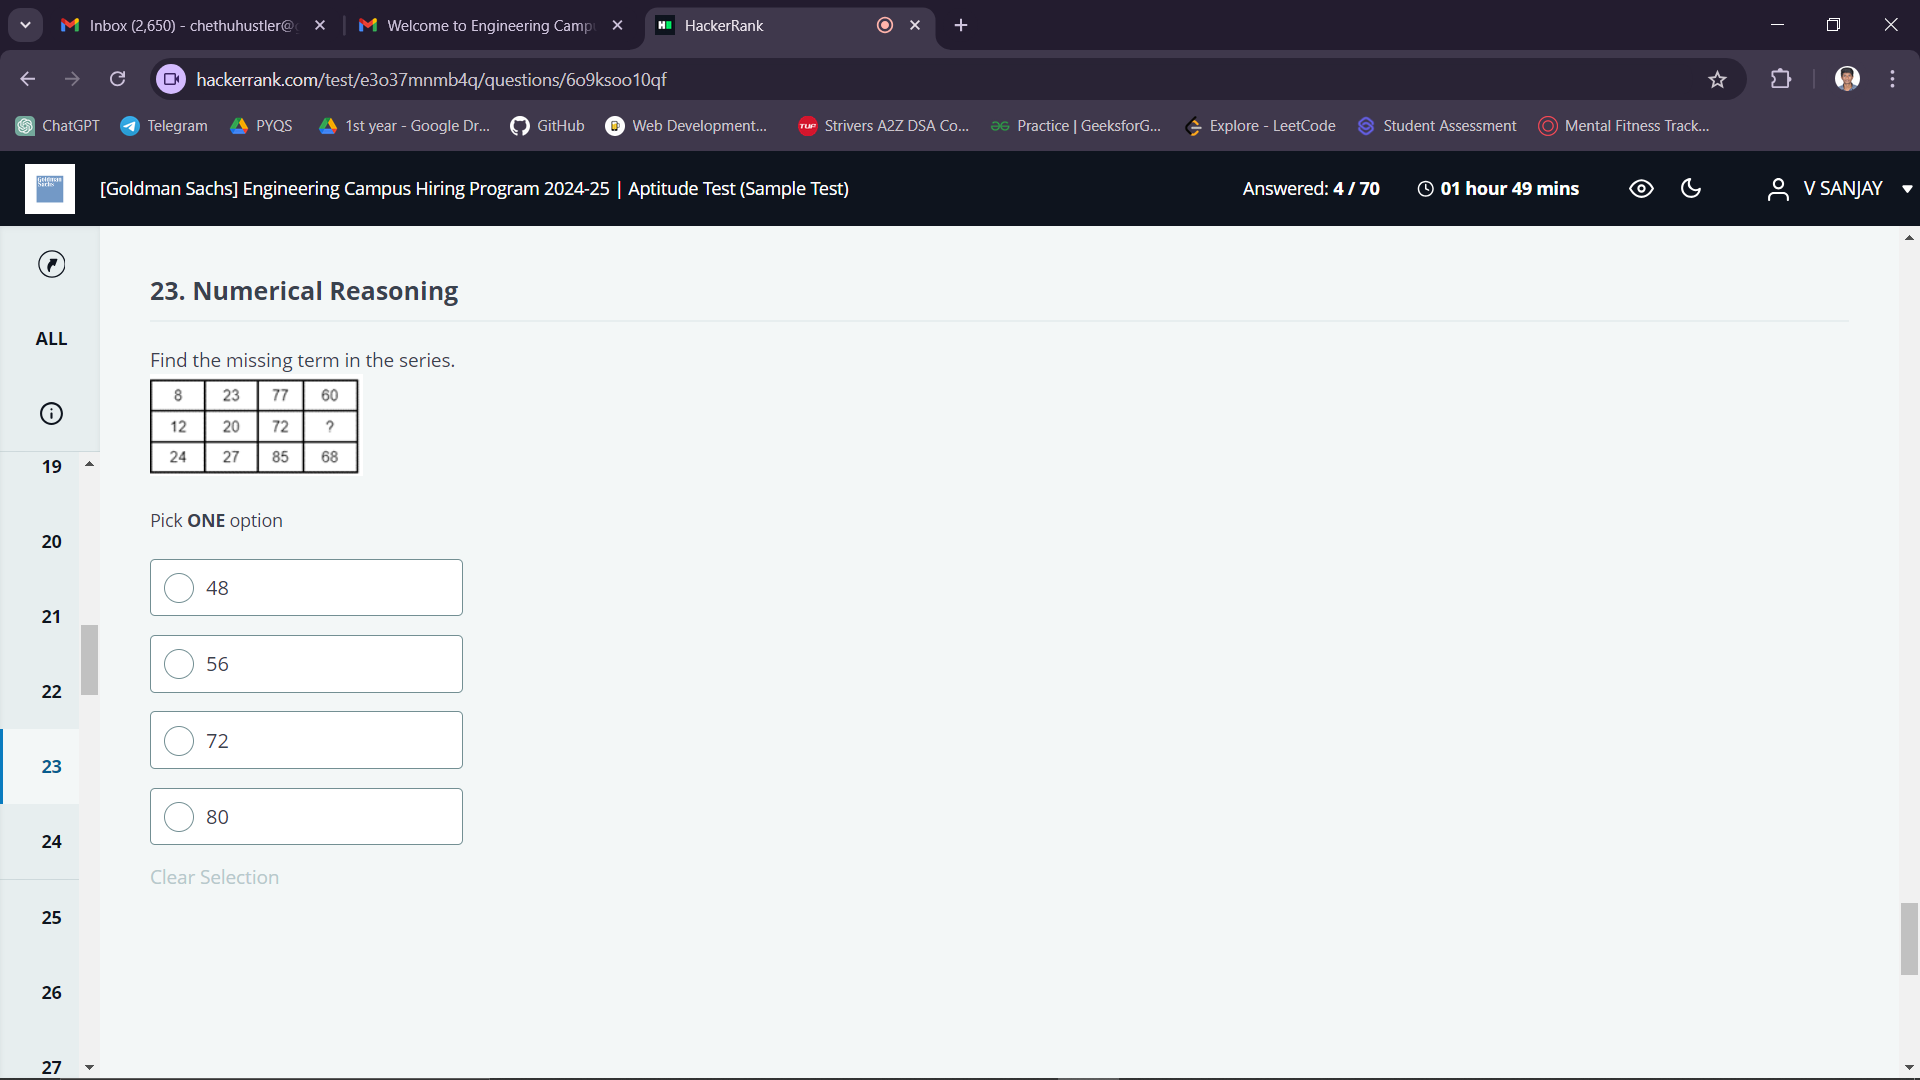 Inbox (2,650) - chethuhustler@g
Welcome to Engineering Camp
HackerRank
hackerrank.com/test/e3o37mnmb4q/questions/6o9ksoo10qf
ChatGPT
Telegram
PYQS
1st year - Google Dr...
GitHub
Web Development...
TUF
Strivers A2Z DSA Co...
Practice | GeeksforG...
Explore - LeetCode
Student Assessment
Mental Fitness Track...
Goldman Sachs
[Goldman Sachs] Engineering Campus Hiring Program 2024-25 | Aptitude Test (Sample Test)
Answered: 4 / 70
01 hour 49 mins
V SANJAY
ALL
19
20
21
22
23
24
25
26
27
23. Numerical Reasoning
Find the missing term in the series.
8 23 77 60
12 20 72 ?
24 27 85 68
Pick ONE option
48
56
72
80
Clear Selection